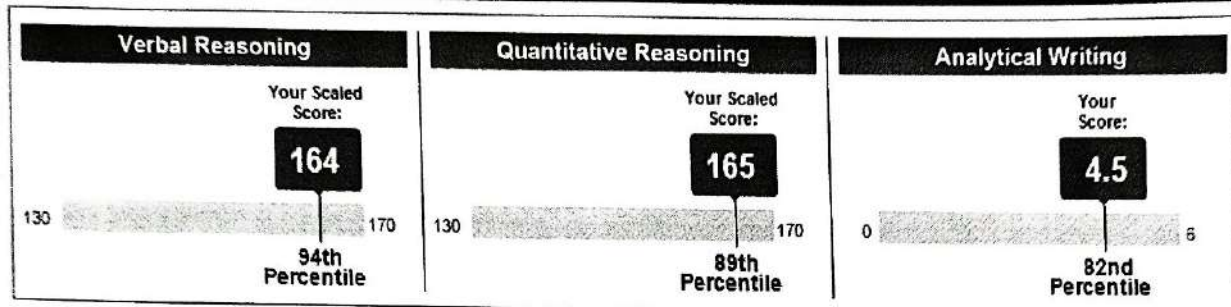 Verbal Reasoning
Your Scaled
Score:
164
130
170
94th
Percentile
Quantitative Reasoning
Your Scaled
Score:
165
130
170
89th
Percentile
Analytical Writing
Your
Score:
4.5
0
6
82nd
Percentile